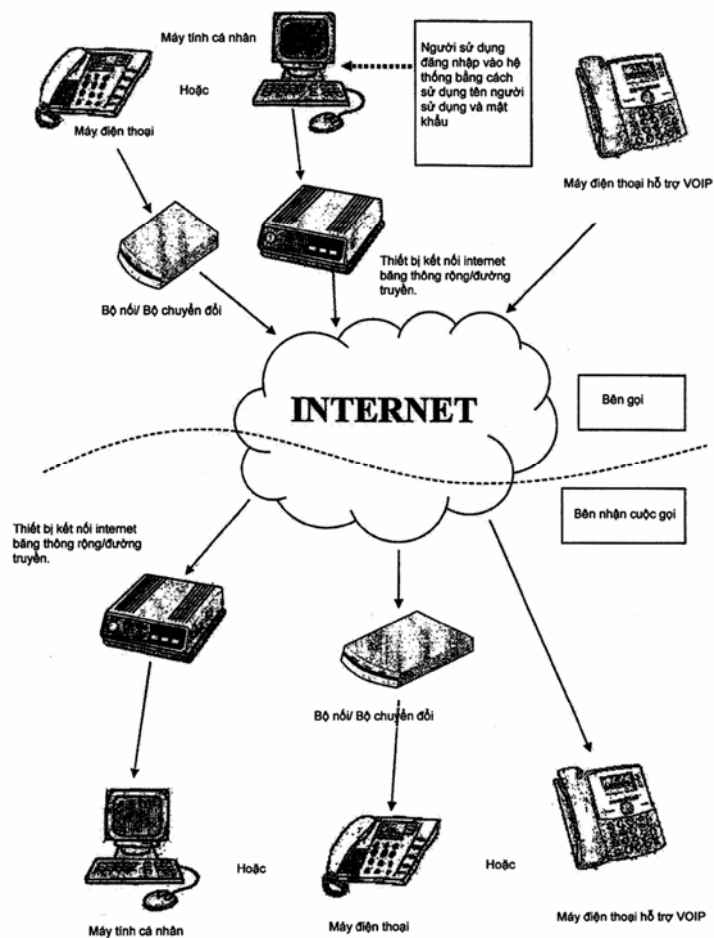 Máy tính cá nhân
Người sử dụng
đăng nhập vào hệ
thống bằng cách
sử dụng tên người
sử dụng và mật
khẩu
Hoặc
Máy điện thoại
Máy điện thoại hỗ trợ VOIP
Thiết bị kết nối internet
băng thông rộng/đường
truyền.
Bộ nối/ Bộ chuyển đổi
INTERNET
Bên gọi
Bên nhận cuộc gọi
Thiết bị kết nối internet
băng thông rộng/đường
truyền.
Bộ nối/ Bộ chuyển đổi
Hoặc
Hoặc
Máy tính cá nhân
Máy điện thoại
Máy điện thoại hỗ trợ VOIP